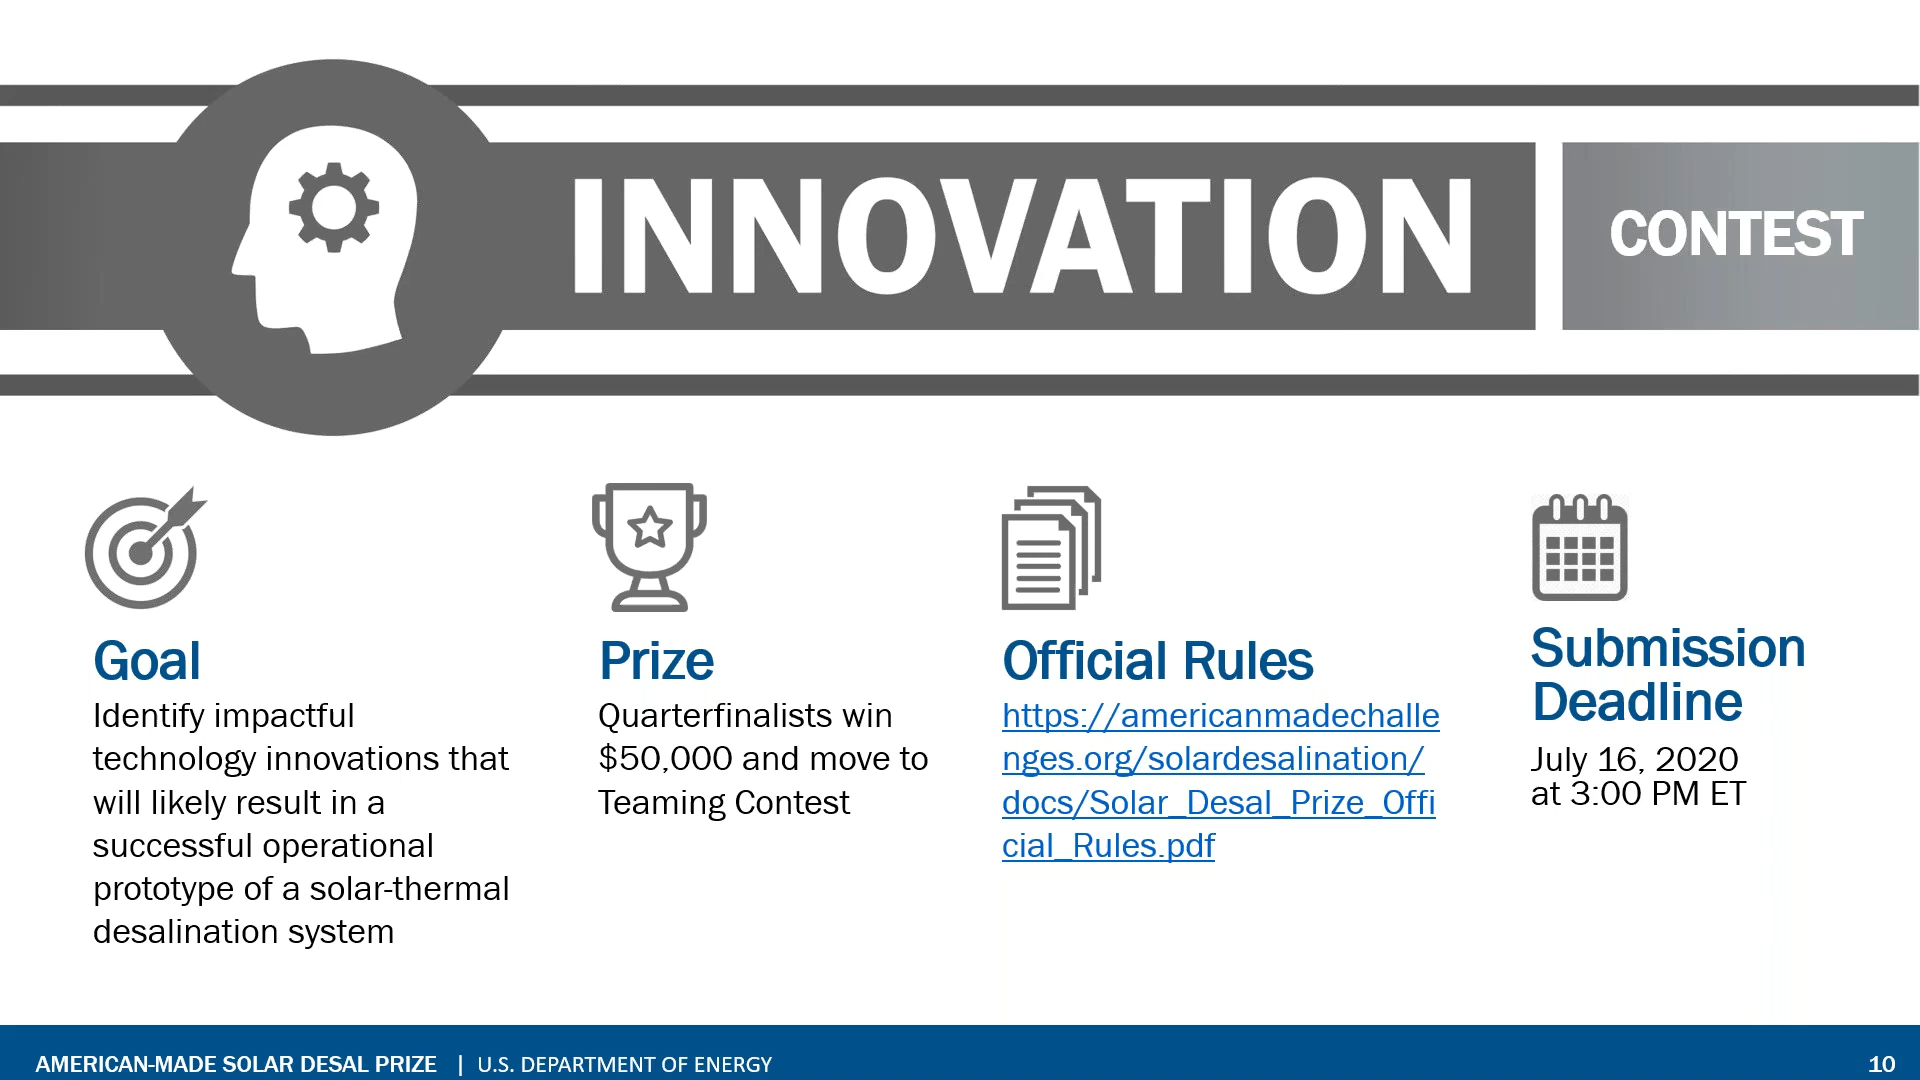 INNOVATION
CONTEST
Goal
Identify impactful
technology innovations that
will likely result in a
successful operational
prototype of a solar-thermal
desalination system
Prize
Quarterfinalists win
$50,000 and move to
Teaming Contest
Official Rules
https://americanmadechalle
nges.org/solardesalination/
docs/Solar_Desal_Prize_Offi
cial_Rules.pdf
Submission
Deadline
July 16, 2020
at 3:00 PM ET
AMERICAN-MADE SOLAR DESAL PRIZE | U.S. DEPARTMENT OF ENERGY
10